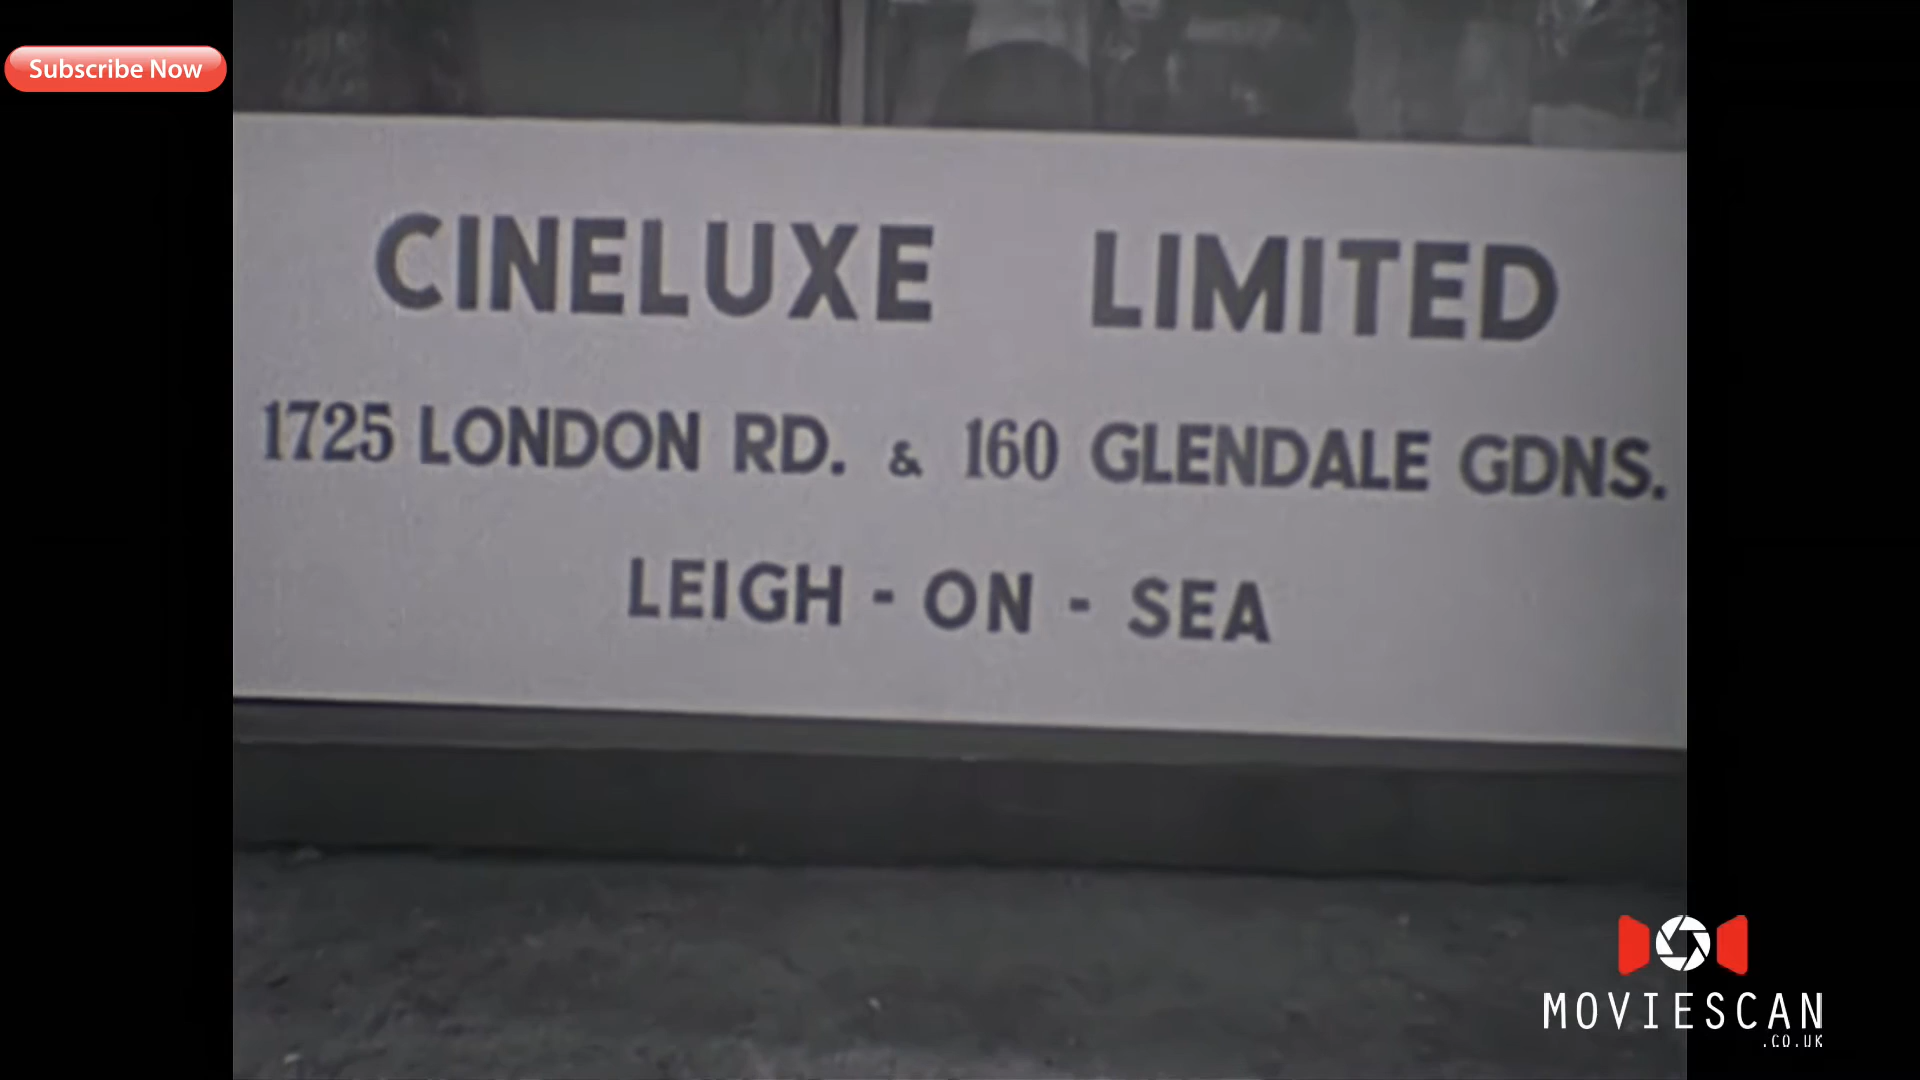 Subscribe Now
CINELUXE LIMITED
1725 LONDON RD. & 160 GLENDALE GDNS.
LEIGH - ON - SEA
MOVIESCAN
.CO.UK